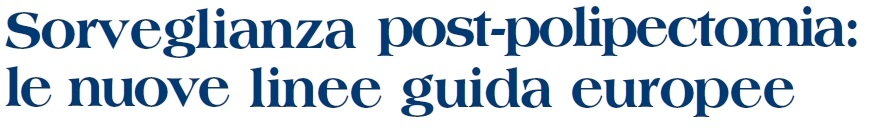 Sorveglianza post-polipectomia:
le nuove linee guida europee